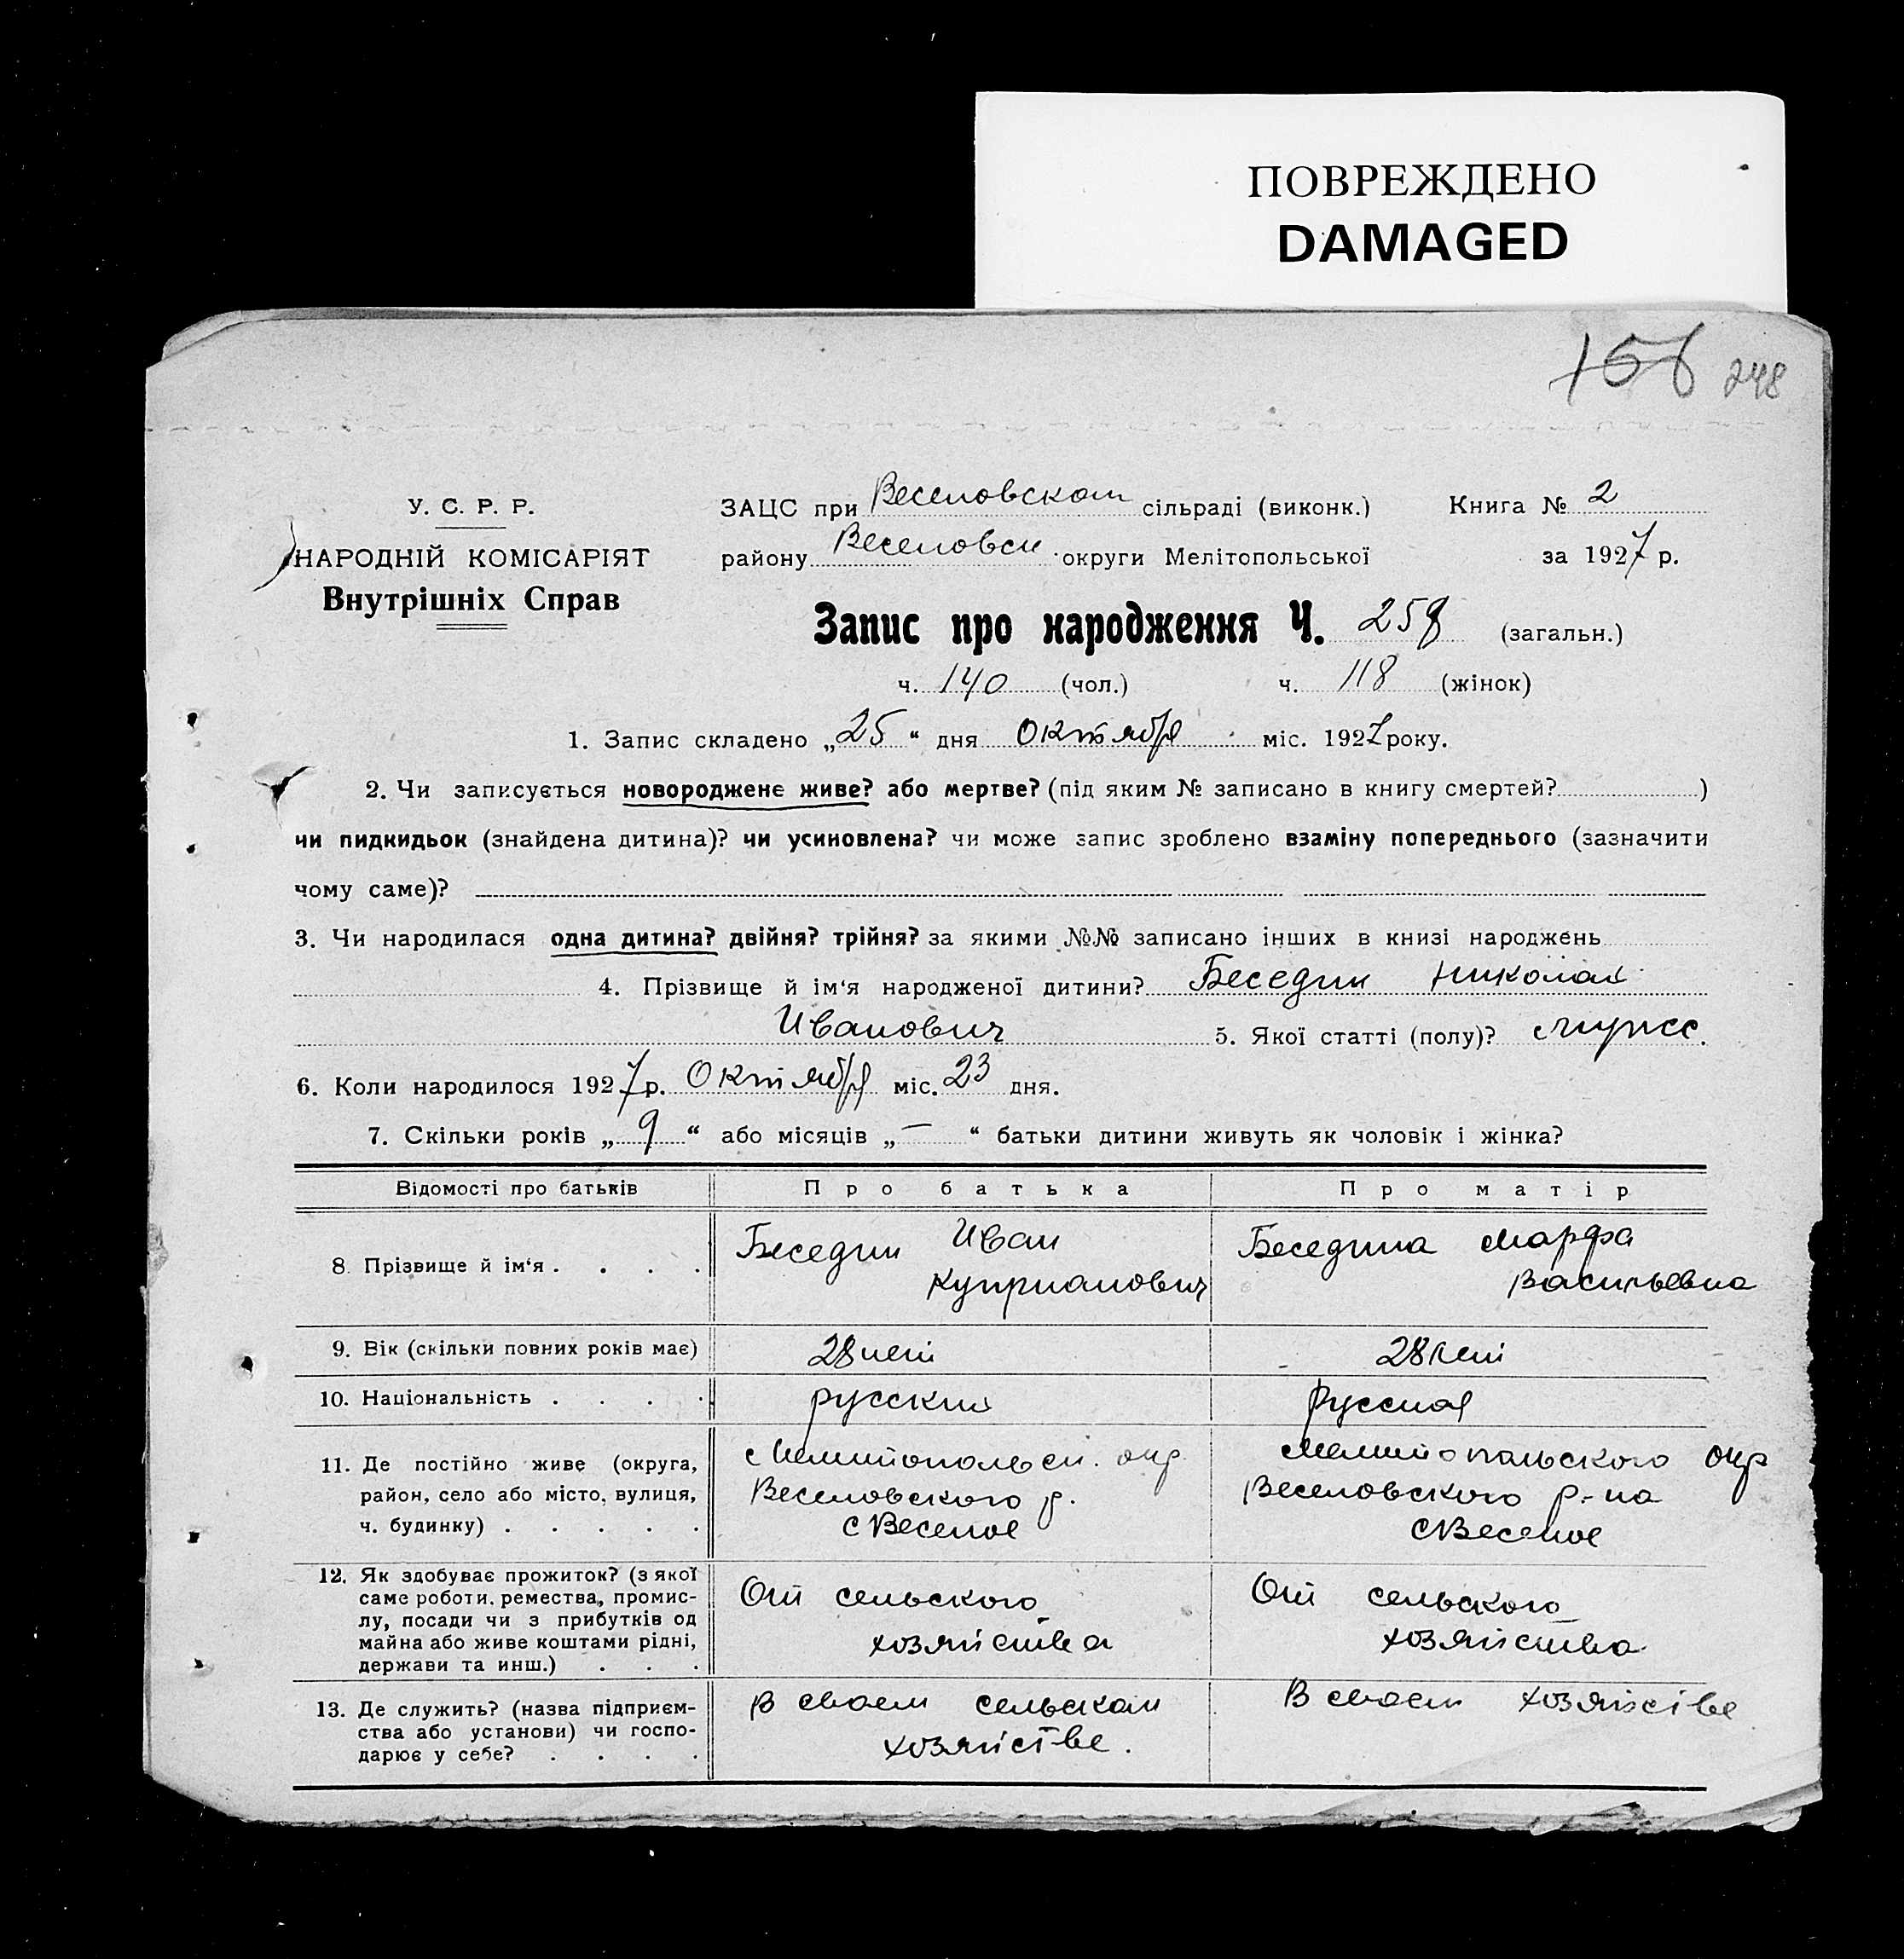 ПОВРЕЖДЕНО
DAMAGED
156 248
У. С. Р. Р.
НАРОДНІЙ КОМІСАРІЯТ
Внутрішніх Справ
ЗАЦС при Веселовском сільраді (виконк.) Книга № 2
району Веселовск. округи Мелітопольської за 1927 р.
Запис про народження Ч. 258 (загальн.)
ч. 140 (чол.) ч. 118 (жінок)
1. Запис складено „25“ дня Октября міс. 1927 року.
2. Чи записується новороджене живе? або мертве? (під яким № записано в книгу смертей? )
чи пидкидьок (знайдена дитина)? чи усиновлена? чи може запис зроблено взаміну попереднього (зазначити
чому саме)?
3. Чи народилася одна дитина? двійня? трійня? за якими №№ записано інших в книзі народжень
4. Прізвище й ім‘я народженої дитини? Беседин Николай
Иванович 5. Якої статті (полу)? Мужск.
6. Коли народилося 1927 р. Октября міс. 23 дня.
7. Скільки років „9“ або місяців „—“ батьки дитини живуть як чоловік і жінка?
Відомості про батьків Про батька Про матір
8. Прізвище й ім‘я . . . . Беседин Иван Беседина Марфа
Куприанович Васильевна
9. Вік (скільки повних років має) 28 лет 28 лет
10. Національність . . . . русский Русская
11. Де постійно живе (округа, Мелитопольск. окр. Мелитопольского окр
район, село або місто, вулиця, Веселовского р. Веселовского р-на
ч. будинку) . . . . . с Веселое с Веселое
12. Як здобуває прожиток? (з якої От сельского От сельского
саме роботи, ремества, промис-
лу, посади чи з прибутків од хозяйства хозяйства
майна або живе коштами рідні,
держави та инш.) . . .
13. Де служить? (назва підприєм- В своем сельском В своем хозяйстве
ства або установи) чи госпо- хозяйстве.
дарює у себе? . . . .